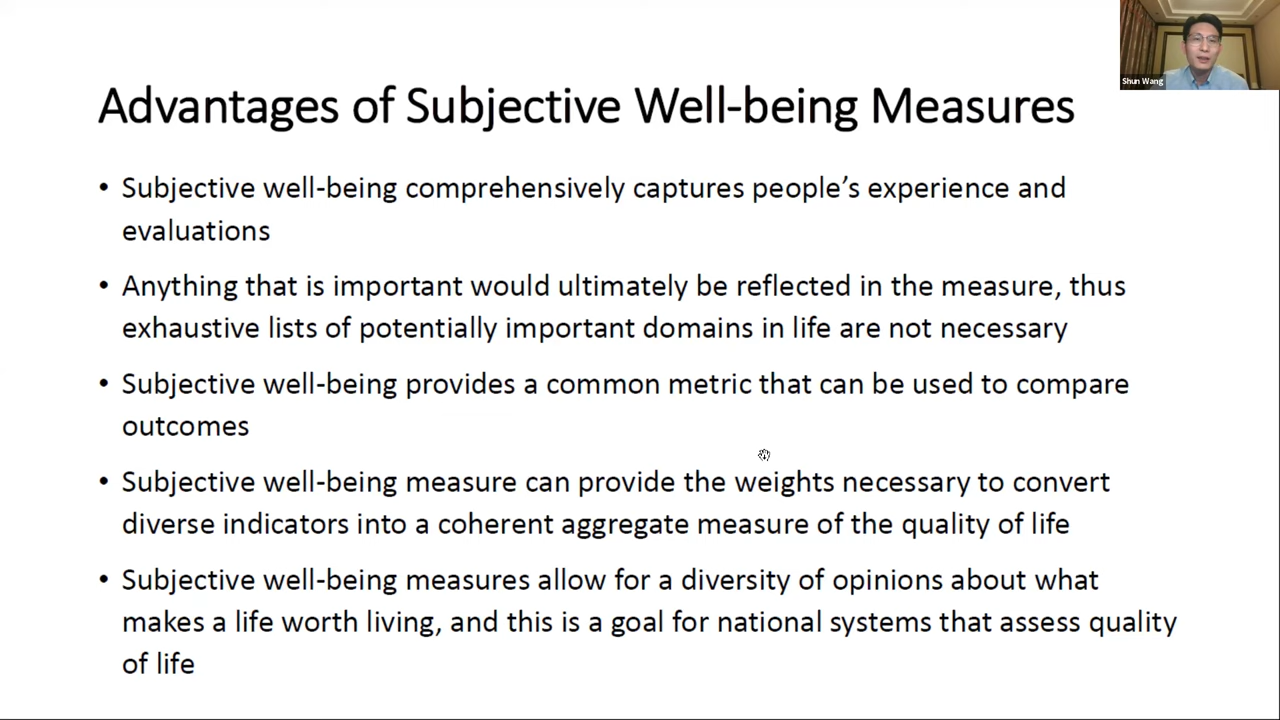 Shun Wang
Advantages of Subjective Well-being Measures
• Subjective well-being comprehensively captures people’s experience and
evaluations
• Anything that is important would ultimately be reflected in the measure, thus
exhaustive lists of potentially important domains in life are not necessary
• Subjective well-being provides a common metric that can be used to compare
outcomes
• Subjective well-being measure can provide the weights necessary to convert
diverse indicators into a coherent aggregate measure of the quality of life
• Subjective well-being measures allow for a diversity of opinions about what
makes a life worth living, and this is a goal for national systems that assess quality
of life